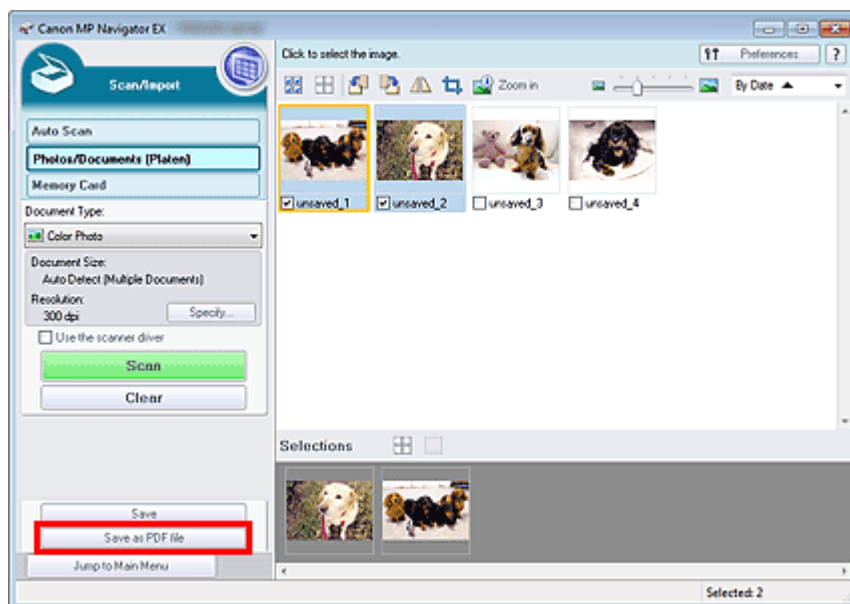 Canon MP Navigator EX
Scan/Import
Auto Scan
Photos/Documents (Platen)
Memory Card
Document Type:
Color Photo
Document Size:
Auto Detect (Multiple Documents)
Resolution:
300 dpi
Specify...
Use the scanner driver
Scan
Clear
Save
Save as PDF file
Jump to Main Menu
Click to select the image.
Preferences
?
Zoom in
By Date
unsaved_1
unsaved_2
unsaved_3
unsaved_4
Selections
Selected: 2